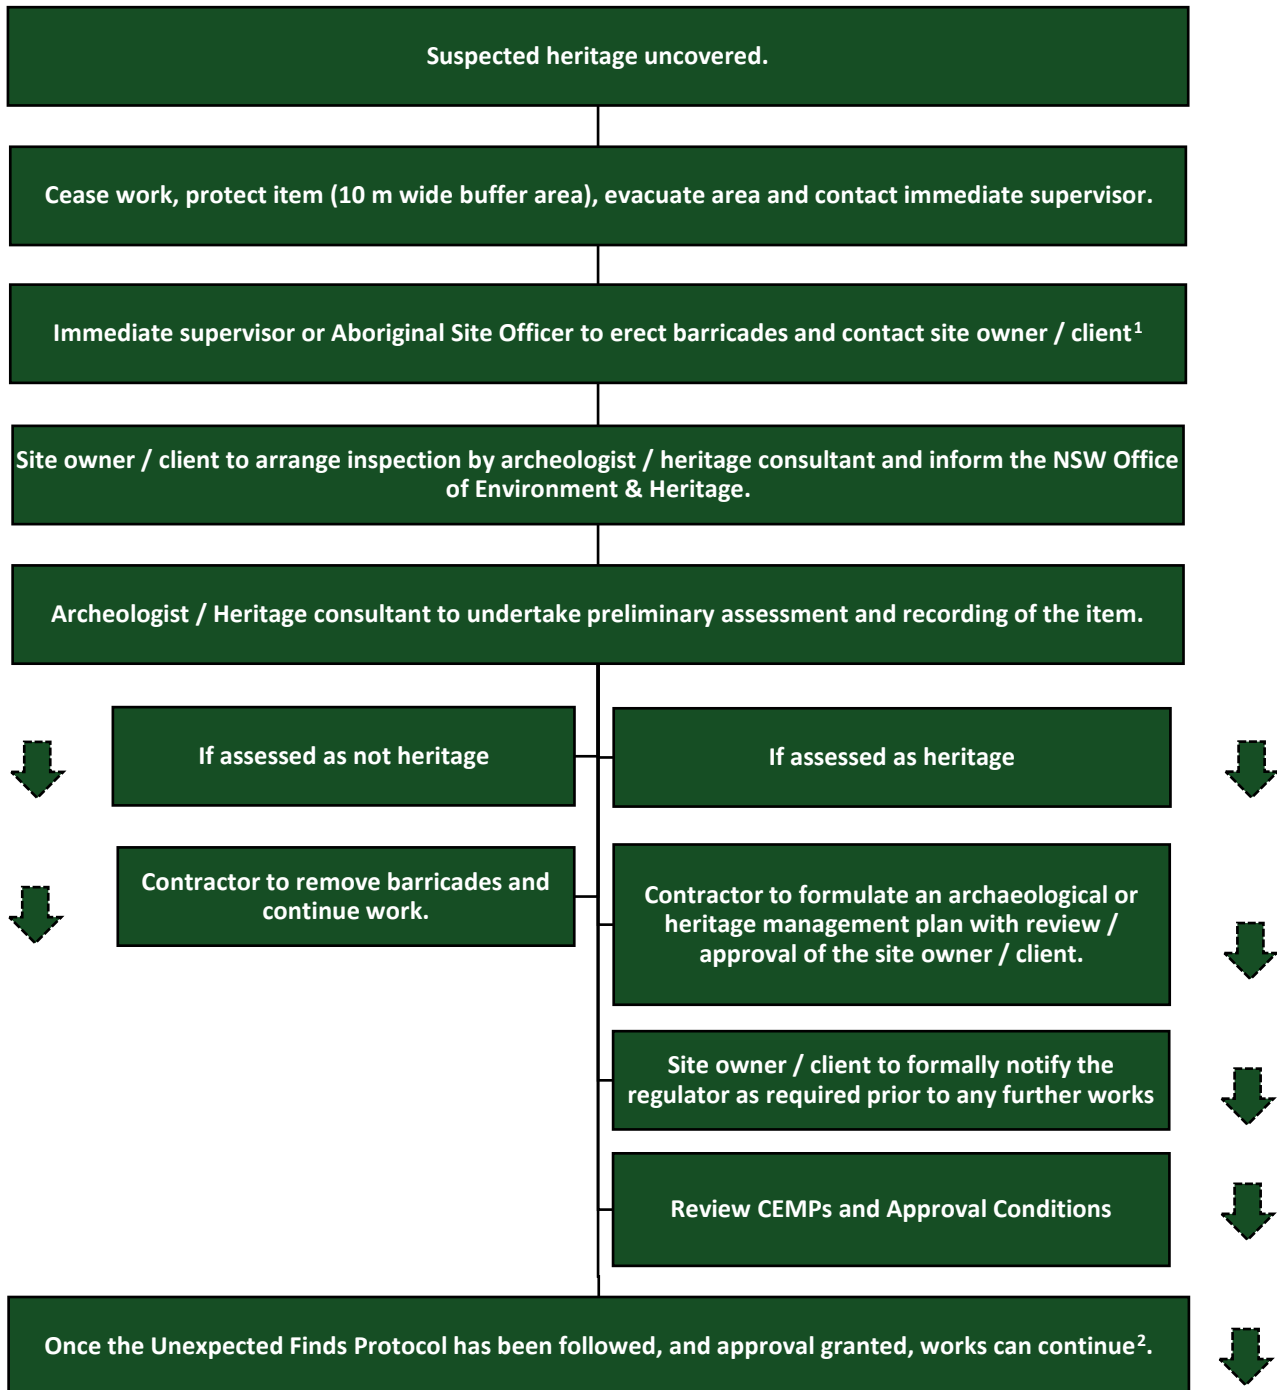 Suspected heritage uncovered.
Cease work, protect item (10 m wide buffer area), evacuate area and contact immediate supervisor.
Immediate supervisor or Aboriginal Site Officer to erect barricades and contact site owner / client¹
Site owner / client to arrange inspection by archeologist / heritage consultant and inform the NSW Office
of Environment & Heritage.
Archeologist / Heritage consultant to undertake preliminary assessment and recording of the item.
If assessed as not heritage
If assessed as heritage
Contractor to remove barricades and
continue work.
Contractor to formulate an archaeological or
heritage management plan with review /
approval of the site owner / client.
Site owner / client to formally notify the
regulator as required prior to any further works
Review CEMPs and Approval Conditions
Once the Unexpected Finds Protocol has been followed, and approval granted, works can continue².